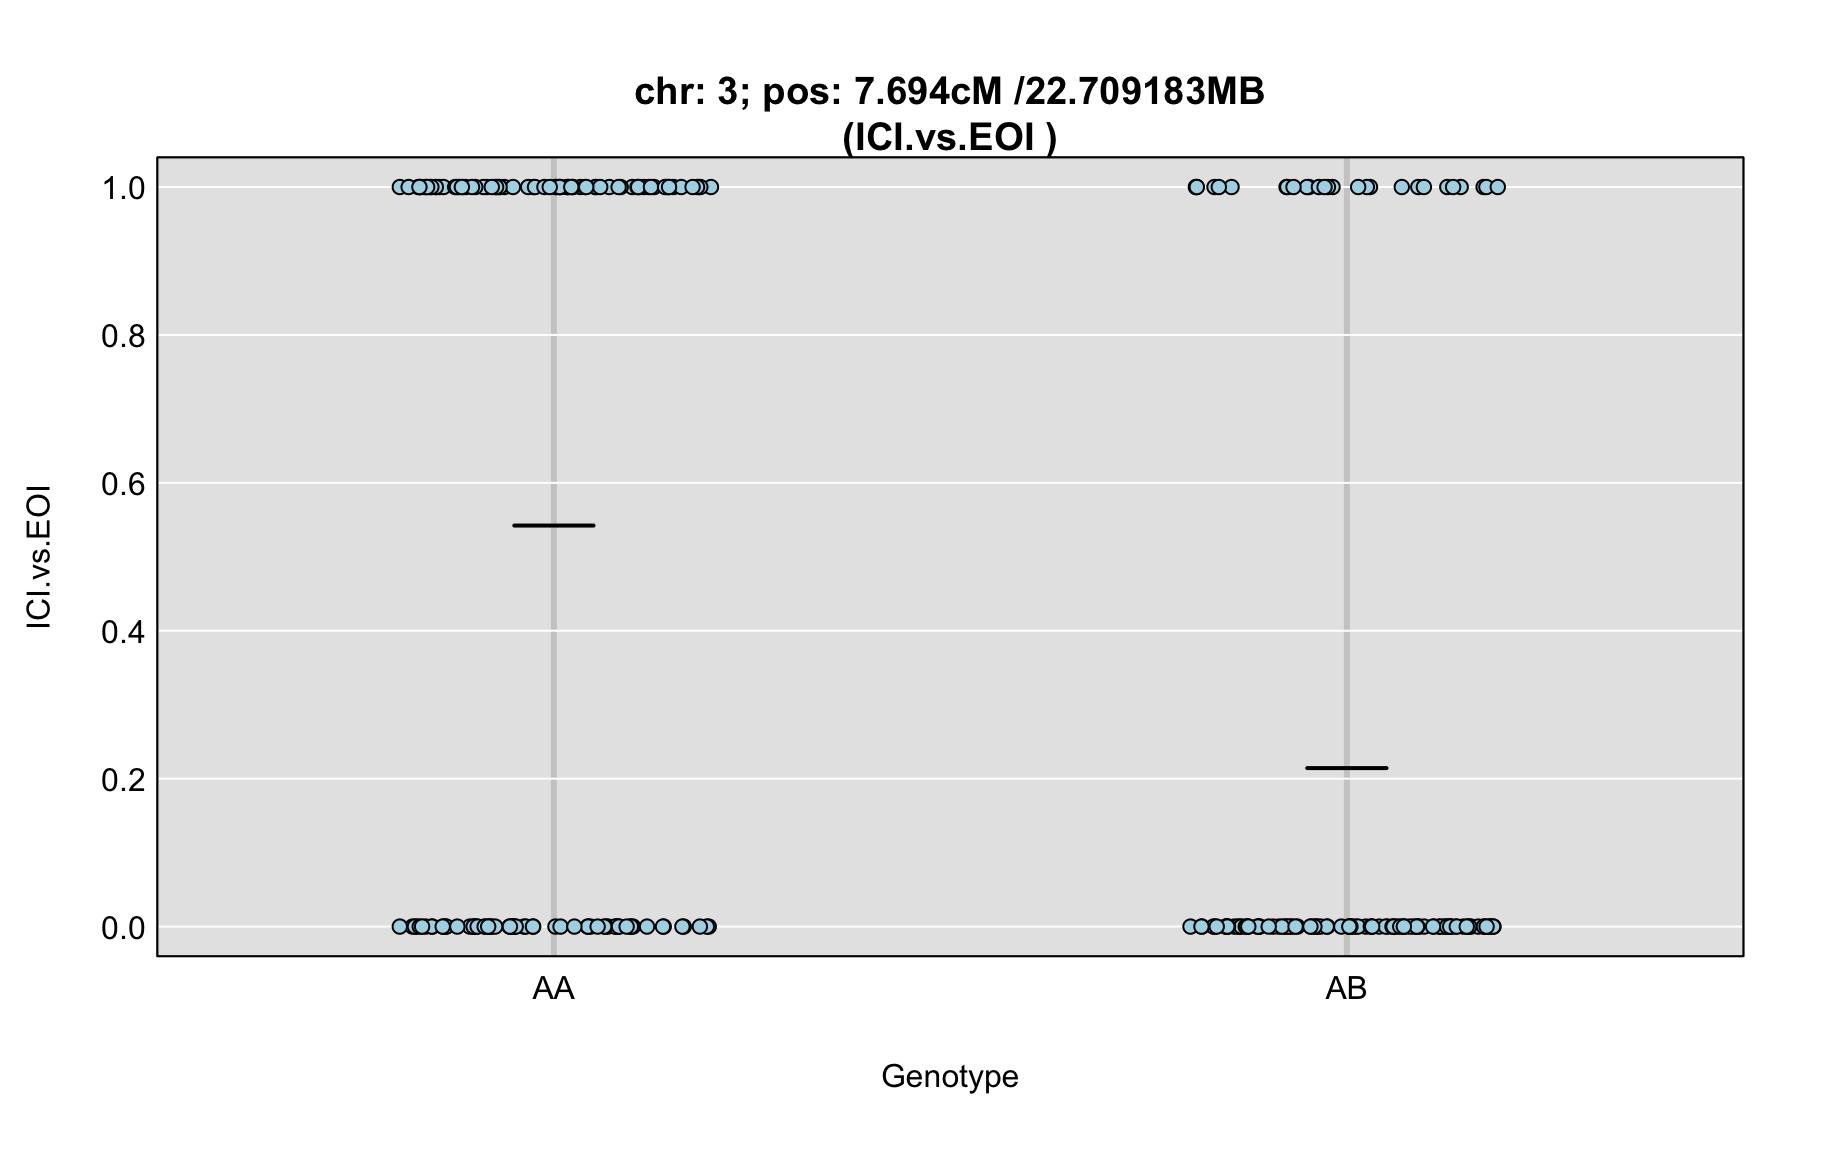 chr: 3; pos: 7.694cM /22.709183MB
(ICI.vs.EOI )
1.0
0.8
0.6
0.4
0.2
0.0
ICI.vs.EOI
AA
AB
Genotype